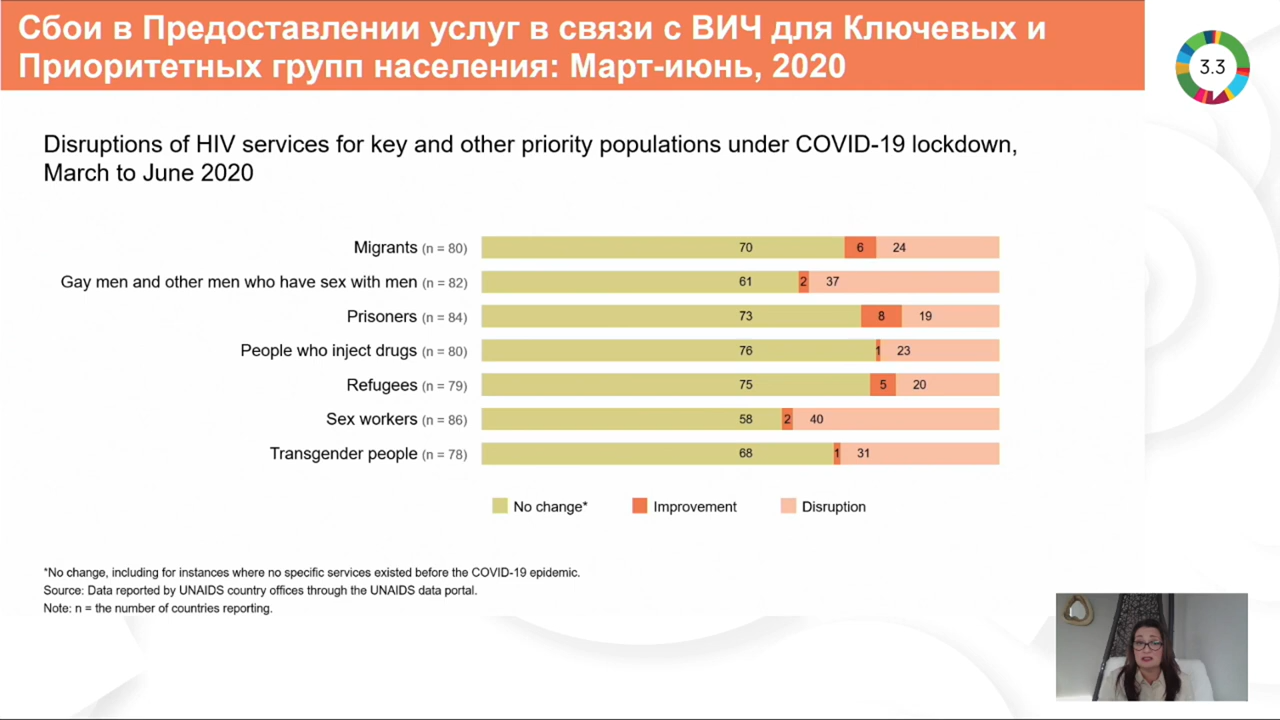 Сбои в Предоставлении услуг в связи с ВИЧ для Ключевых и
Приоритетных групп населения: Март-июнь, 2020
3.3
Disruptions of HIV services for key and other priority populations under COVID-19 lockdown,
March to June 2020
Migrants (n = 80) 70 6 24
Gay men and other men who have sex with men (n = 82) 61 2 37
Prisoners (n = 84) 73 8 19
People who inject drugs (n = 80) 76 1 23
Refugees (n = 79) 75 5 20
Sex workers (n = 86) 58 2 40
Transgender people (n = 78) 68 1 31
No change* Improvement Disruption
*No change, including for instances where no specific services existed before the COVID-19 epidemic.
Source: Data reported by UNAIDS country offices through the UNAIDS data portal.
Note: n = the number of countries reporting.